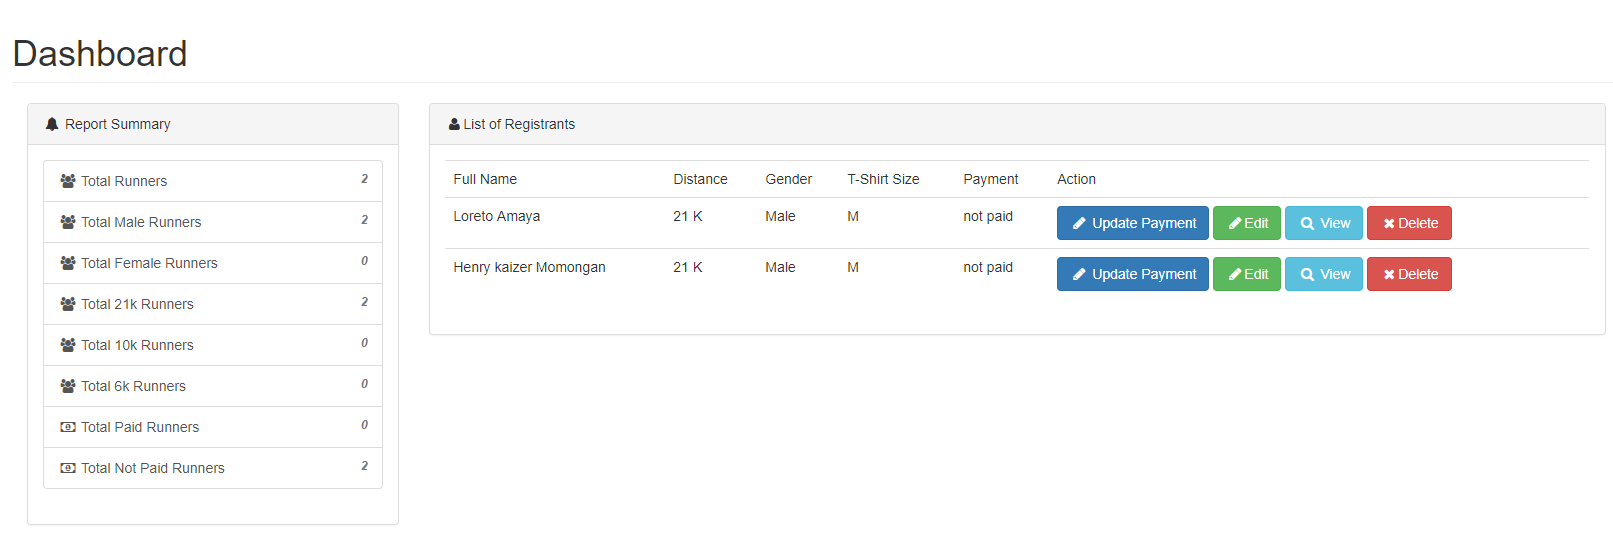 Dashboard
Report Summary
Total Runners 2
Total Male Runners 2
Total Female Runners 0
Total 21k Runners 2
Total 10k Runners 0
Total 6k Runners 0
Total Paid Runners 0
Total Not Paid Runners 2
List of Registrants
Full Name Distance Gender T-Shirt Size Payment Action
Loreto Amaya 21 K Male M not paid Update Payment Edit View Delete
Henry kaizer Momongan 21 K Male M not paid Update Payment Edit View Delete